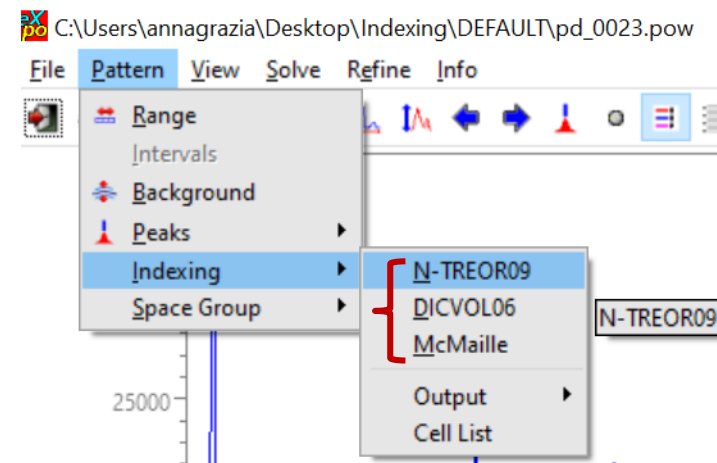 expo C:\Users\annagrazia\Desktop\Indexing\DEFAULT\pd_0023.pow
File Pattern View Solve Refine Info
Range
Intervals
Background
Peaks
Indexing
Space Group
N-TREOR09
DICVOL06
McMaille
Output
Cell List
N-TREOR09
25000